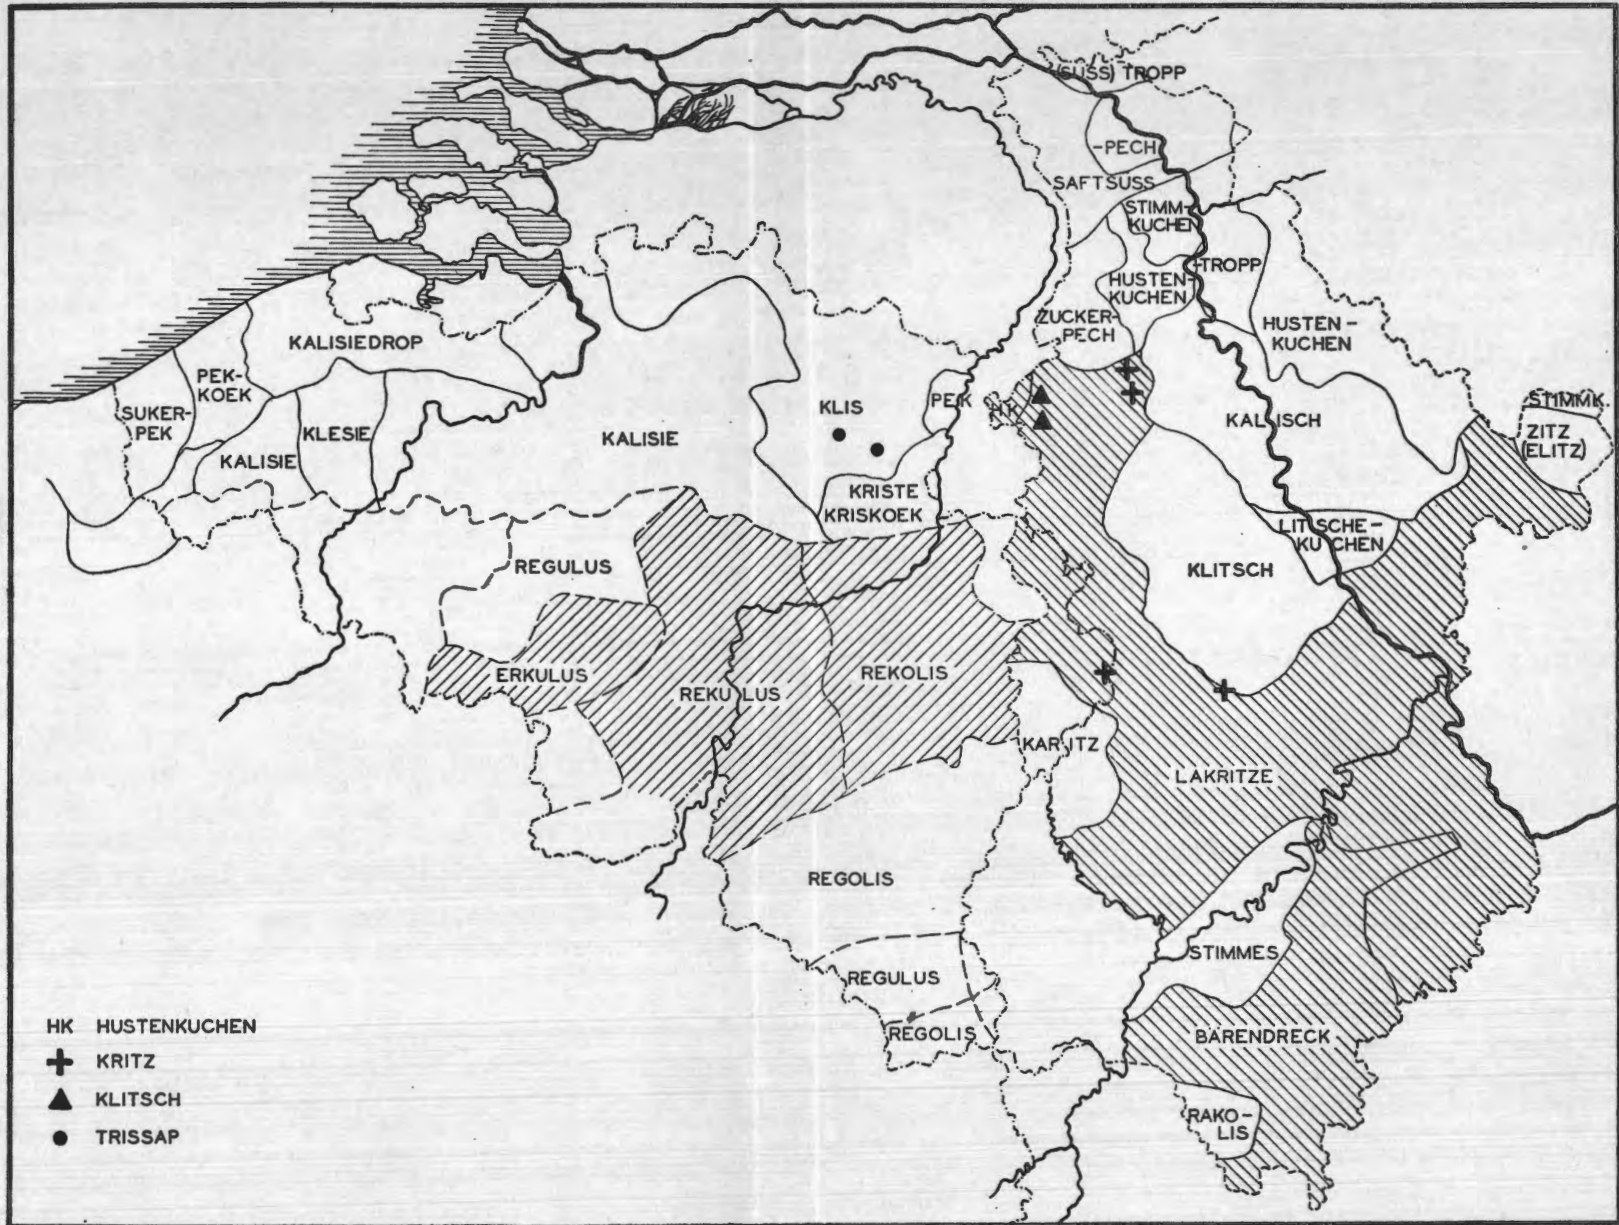 (SÜSS) TROPP
-PECH
SAFTSÜSS
STIMM-
KUCHEN
-TROPP
HUSTEN-
KUCHEN
ZUCKER-
PECH
HUSTEN-
KUCHEN
KALISIEDROP
PEK-
KOEK
SUKER-
PEK
KLESIE
KALISIE
KALISIE
KLIS
PEK
HK
KALLISCH
STIMMK.
ZITZ
(ELITZ)
KRISTE
KRISKOEK
LITISCHE-
KUCHEN
REGULUS
KLITSCH
ERKULUS
REKULUS
REKOLIS
KARITZ
LAKRITZE
REGOLIS
STIMMES
REGULUS
REGOLIS
BÄRENDRECK
RAKO-
LIS
HK HUSTENKUCHEN
KRITZ
KLITSCH
TRISSAP